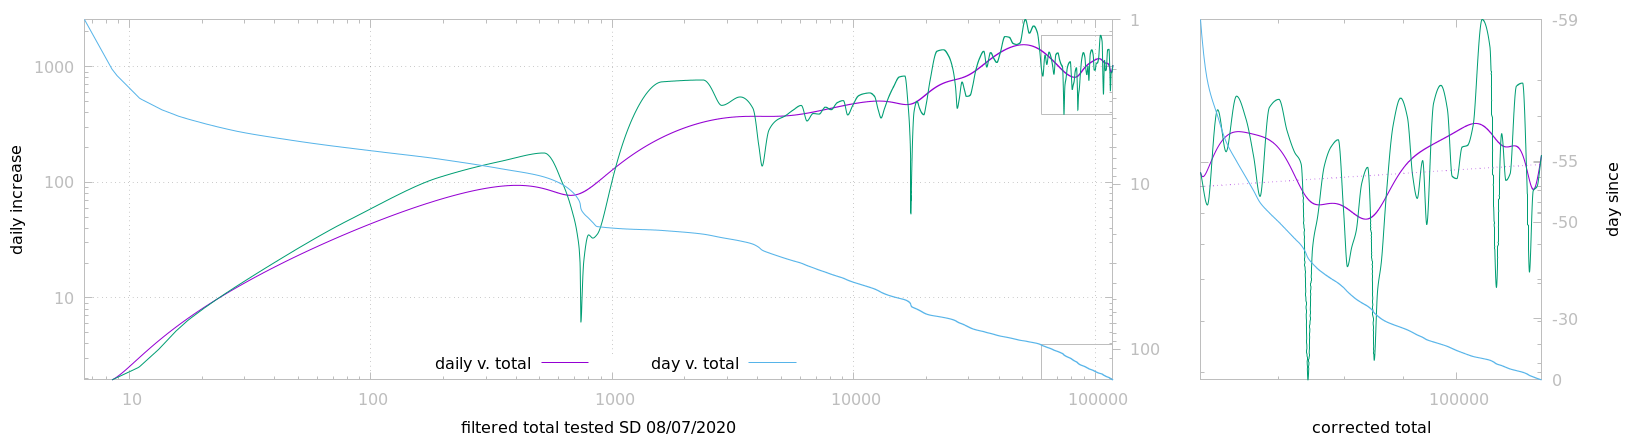 daily increase
1000
100
10
10
100
1000
10000
100000
filtered total tested SD 08/07/2020
daily v. total
day v. total
1
10
100
100000
corrected total
-59
-55
-50
-30
0
day since